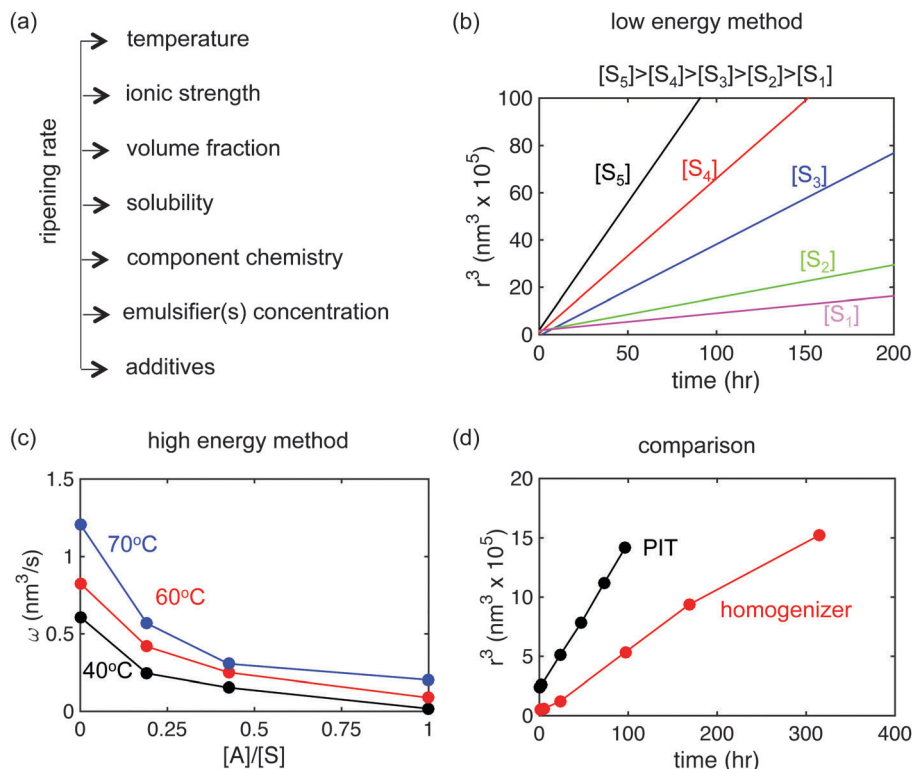 (a)
ripening rate
temperature
ionic strength
volume fraction
solubility
component chemistry
emulsifier(s) concentration
additives
(b)
low energy method
[S₅]>[S₄]>[S₃]>[S₂]>[S₁]
r³ (nm³ x 10⁵)
100
80
60
40
20
0
[S₅]
[S₄]
[S₃]
[S₂]
[S₁]
0 50 100 150 200
time (hr)
(c)
high energy method
ω (nm³/s)
1.5
1
0.5
0
70°C
60°C
40°C
0 0.25 0.5 0.75 1
[A]/[S]
(d)
comparison
r³ (nm³ x 10⁵)
20
15
10
5
0
PIT
homogenizer
0 100 200 300 400
time (hr)